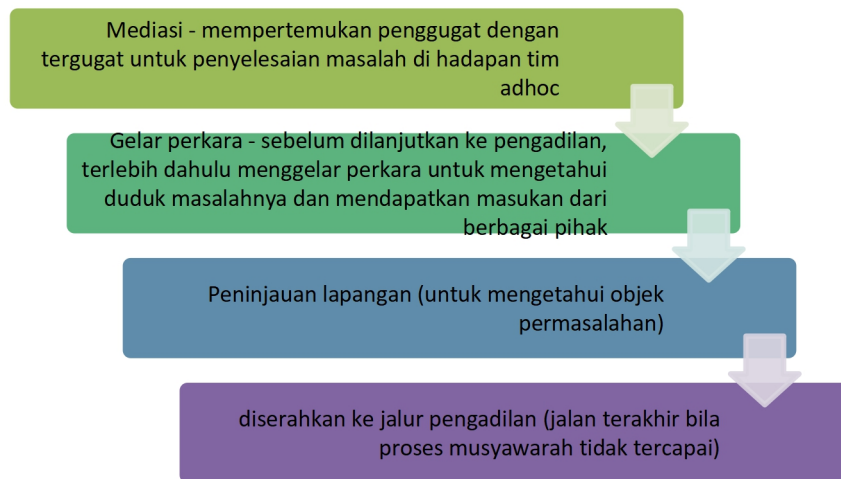 Mediasi - mempertemukan penggugat dengan
tergugat untuk penyelesaian masalah di hadapan tim
adhoc
Gelar perkara - sebelum dilanjutkan ke pengadilan,
terlebih dahulu menggelar perkara untuk mengetahui
duduk masalahnya dan mendapatkan masukan dari
berbagai pihak
Peninjauan lapangan (untuk mengetahui objek
permasalahan)
diserahkan ke jalur pengadilan (jalan terakhir bila
proses musyawarah tidak tercapai)